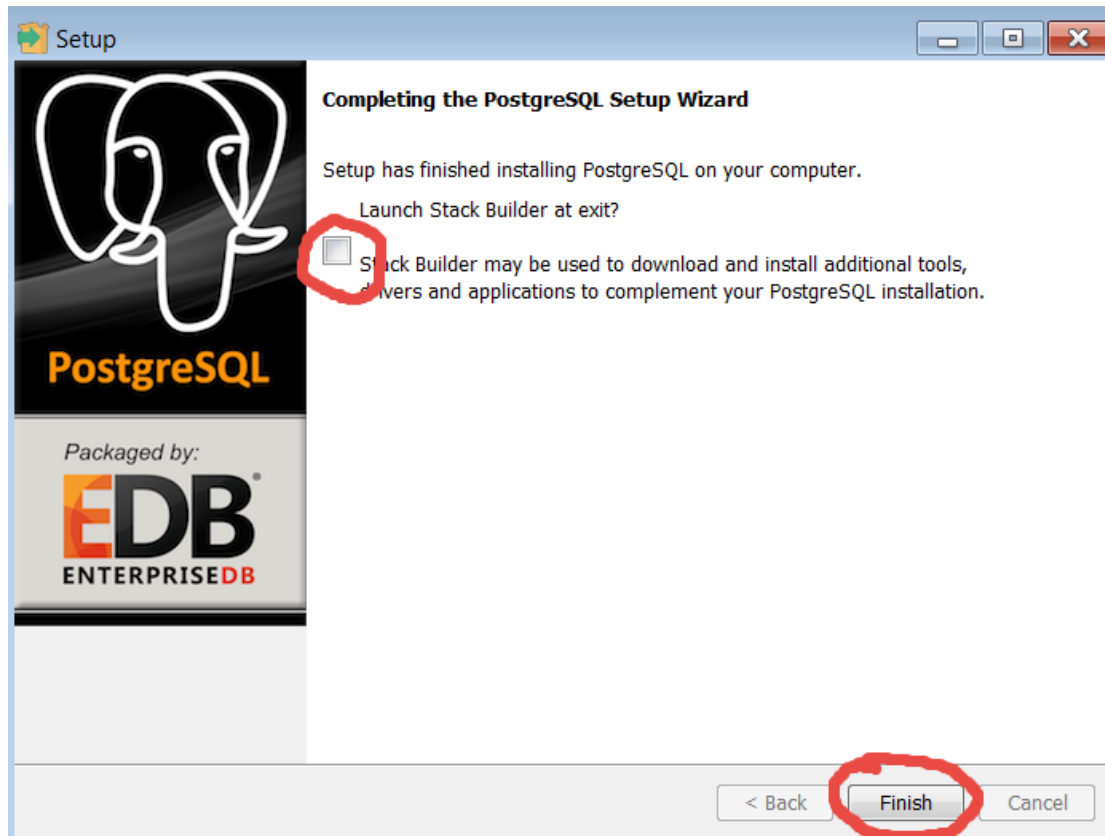 Setup
Completing the PostgreSQL Setup Wizard
Setup has finished installing PostgreSQL on your computer.
Launch Stack Builder at exit?
Stack Builder may be used to download and install additional tools,
drivers and applications to complement your PostgreSQL installation.
PostgreSQL
Packaged by:
EDB®
ENTERPRISEDB
< Back
Finish
Cancel